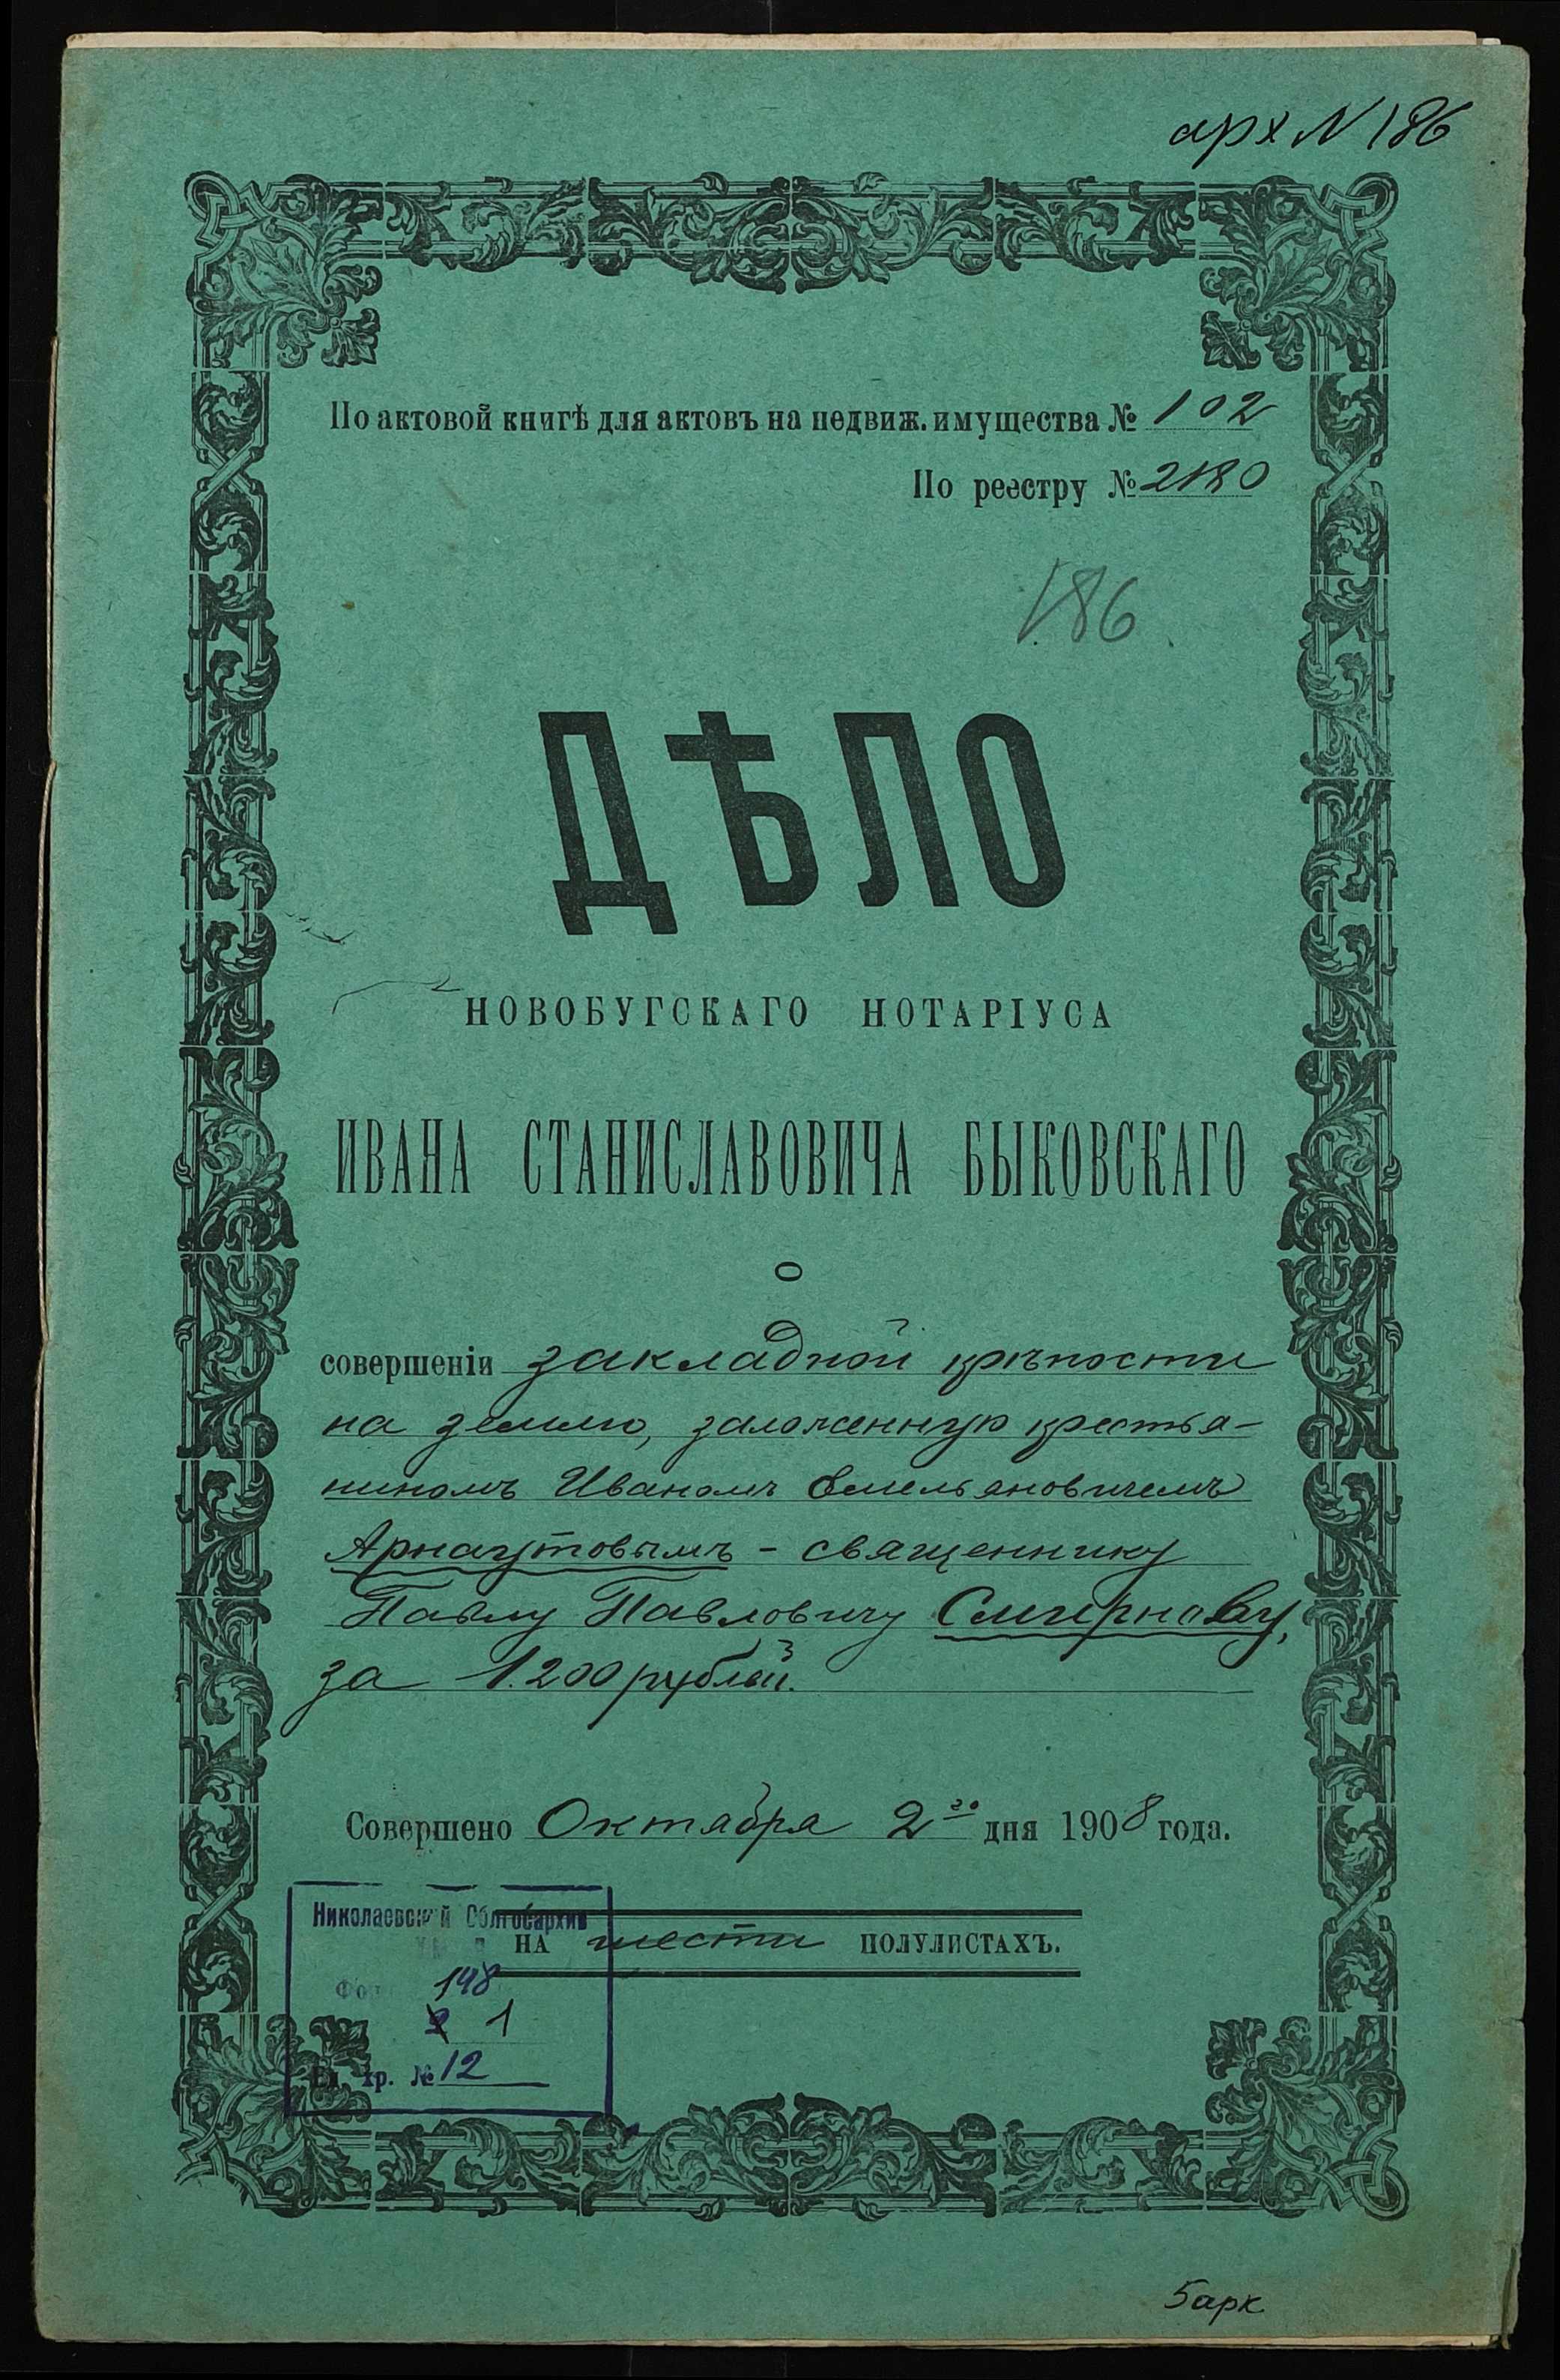 арх N 186
По актовой книгѣ для актовъ на недвиж. имущества № 102
По реестру № 2180
186
ДѢЛО
НОВОБУГСКАГО НОТАРІУСА
ИВАНА СТАНИСЛАВОВИЧА БЫКОВСКАГО
О
совершеніи закладной крѣпости
на землю, заложенную крестья-
ниномъ Иваномъ Емельяновичемъ
Арнаутовымъ - священнику
Павлу Павловичу Смирнову,
за 1.200 рублей.
Совершено Октября 2го дня 1908 года.
Николаевский Облгосархив
НА шести ПОЛУЛИСТАХЪ.
148
1
Ед. хр. № 12
5 арк